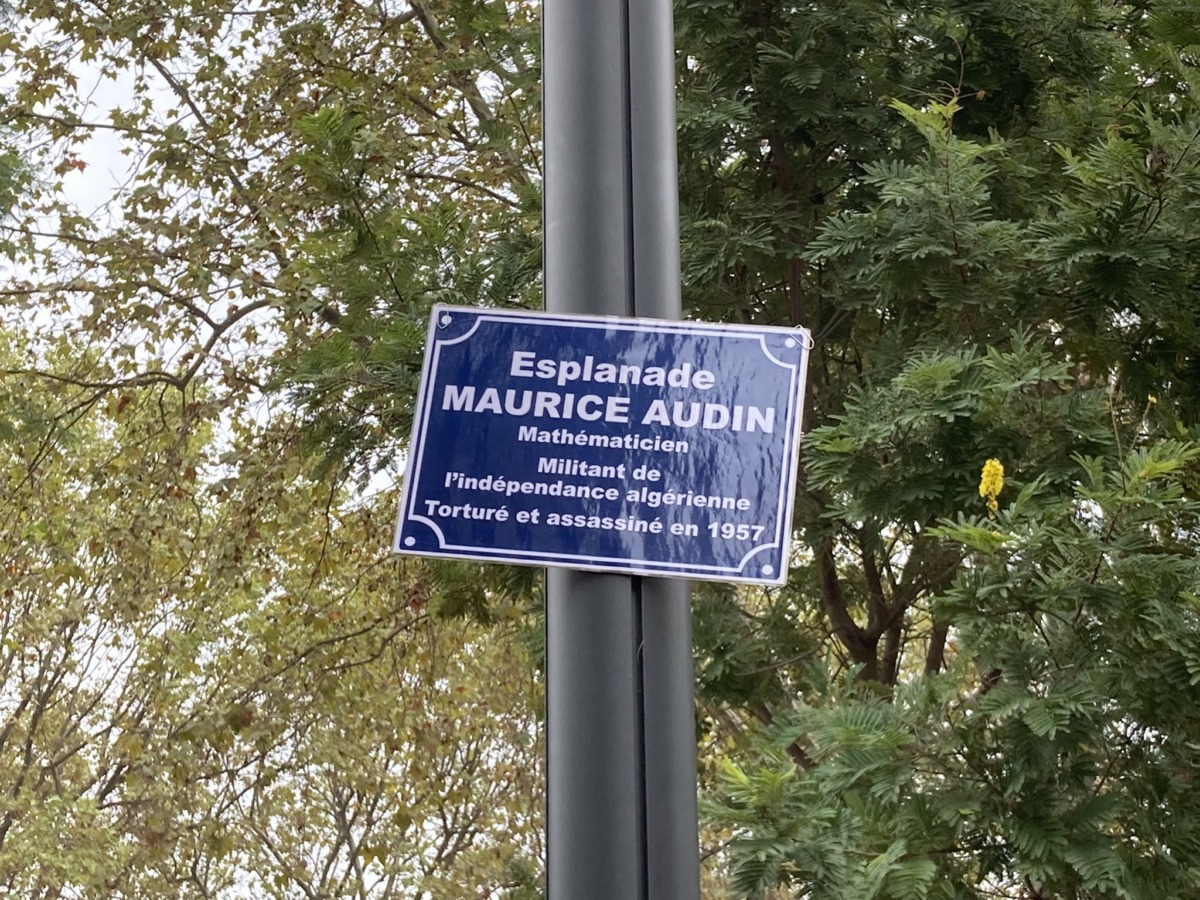 Esplanade
MAURICE AUDIN
Mathématicien
Militant de
l'indépendance algérienne
Torturé et assassiné en 1957